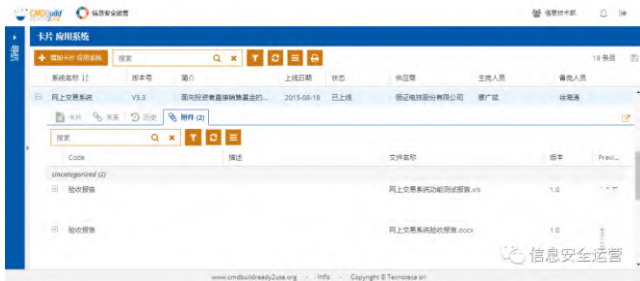 CMDBuild
信息安全运营
信息技术部
卡片 应用系统
导航
增加卡片 应用系统
搜索
18 条目
系统名称
版本号
简介
上线日期
状态
供应商
主岗人员
备岗人员
网上交易系统
V3.3
面向投资者直接销售基金的...
2015-08-18
已上线
恒证电技股份有限公司
徐海涛
卡片
关系
历史
附件 (2)
搜索
Code
描述
文件名称
版本
Previ...
Uncategorized (2)
验收报告
网上交易系统功能测试报告.xls
1.0
验收报告
网上交易系统验收报告.docx
1.0
信息安全运营
www.cmdbuildready2use.org
Info
Copyright © Tecnoteca srl